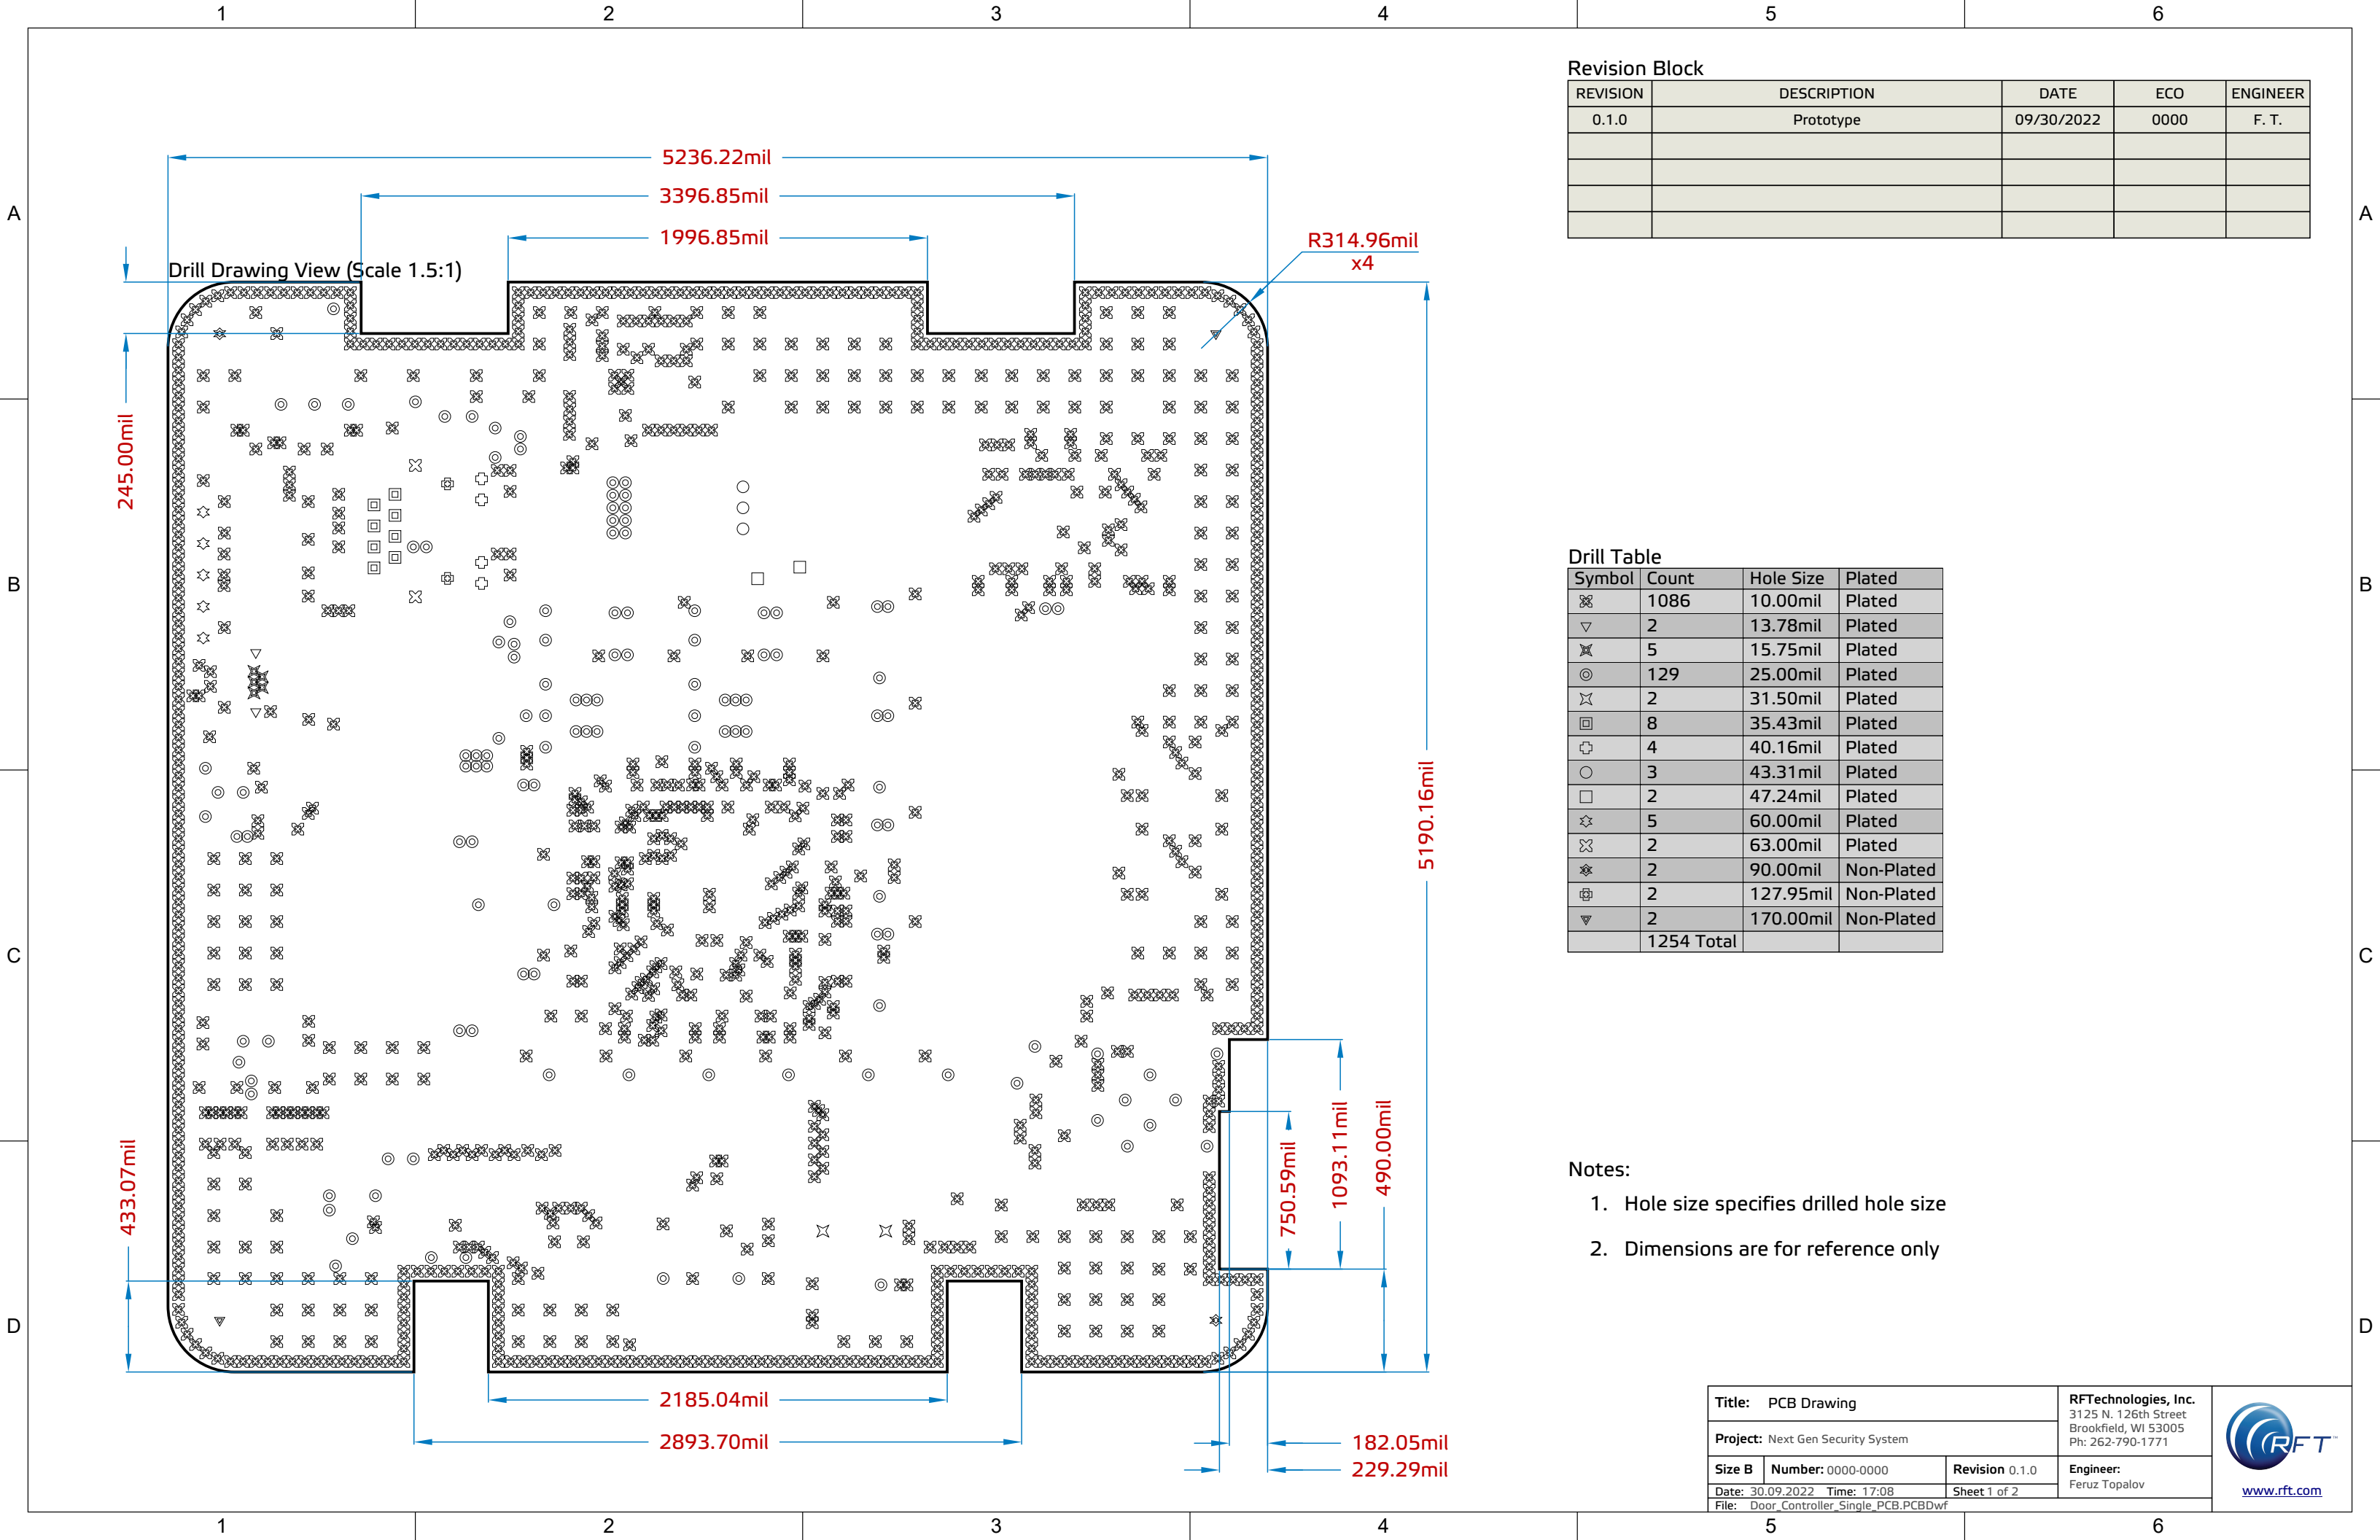 1 2 3 4 5 6
A
B
C
D
A
B
C
D
Revision Block
REVISION DESCRIPTION DATE ECO ENGINEER
0.1.0 Prototype 09/30/2022 0000 F. T.
5236.22mil
3396.85mil
1996.85mil
R314.96mil
x4
Drill Drawing View (Scale 1.5:1)
245.00mil
5190.16mil
433.07mil
750.59mil
1093.11mil
490.00mil
2185.04mil
2893.70mil
182.05mil
229.29mil
Drill Table
Symbol Count Hole Size Plated
1086 10.00mil Plated
2 13.78mil Plated
5 15.75mil Plated
129 25.00mil Plated
2 31.50mil Plated
8 35.43mil Plated
4 40.16mil Plated
3 43.31mil Plated
2 47.24mil Plated
5 60.00mil Plated
2 63.00mil Plated
2 90.00mil Non-Plated
2 127.95mil Non-Plated
2 170.00mil Non-Plated
1254 Total
Notes:
1. Hole size specifies drilled hole size
2. Dimensions are for reference only
Title: PCB Drawing
Project: Next Gen Security System
Size B Number: 0000-0000 Revision 0.1.0
Date: 30.09.2022 Time: 17:08 Sheet 1 of 2
File: Door_Controller_Single_PCB.PCBDwf
RFTechnologies, Inc.
3125 N. 126th Street
Brookfield, WI 53005
Ph: 262-790-1771
Engineer:
Feruz Topalov
RFT™
www.rft.com
1 2 3 4 5 6